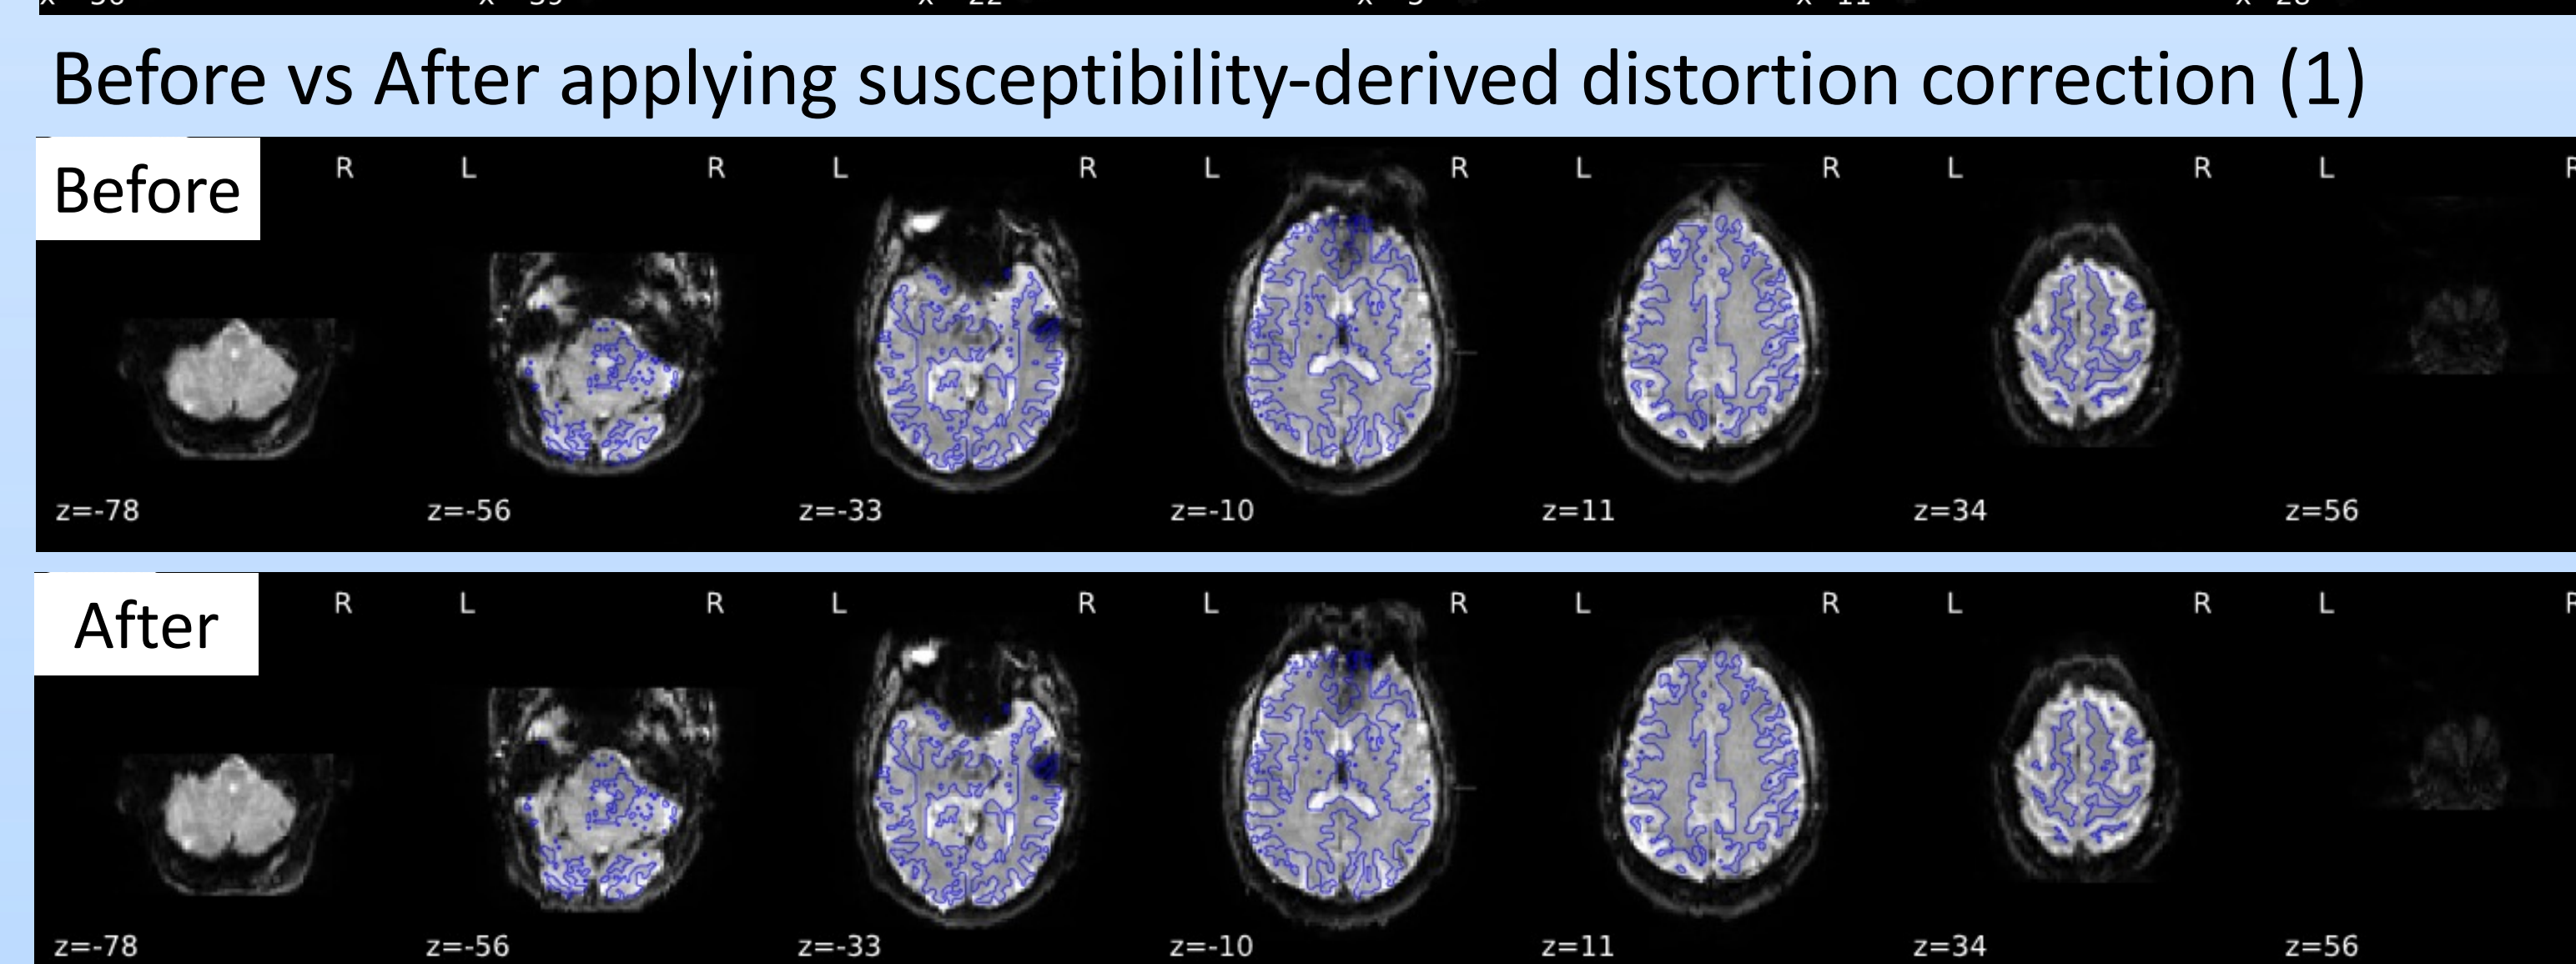 Before vs After applying susceptibility-derived distortion correction (1)
Before
R L R L R L R L R L R L R
z=-78 z=-56 z=-33 z=-10 z=11 z=34 z=56
After
R L R L R L R L R L R L R
z=-78 z=-56 z=-33 z=-10 z=11 z=34 z=56